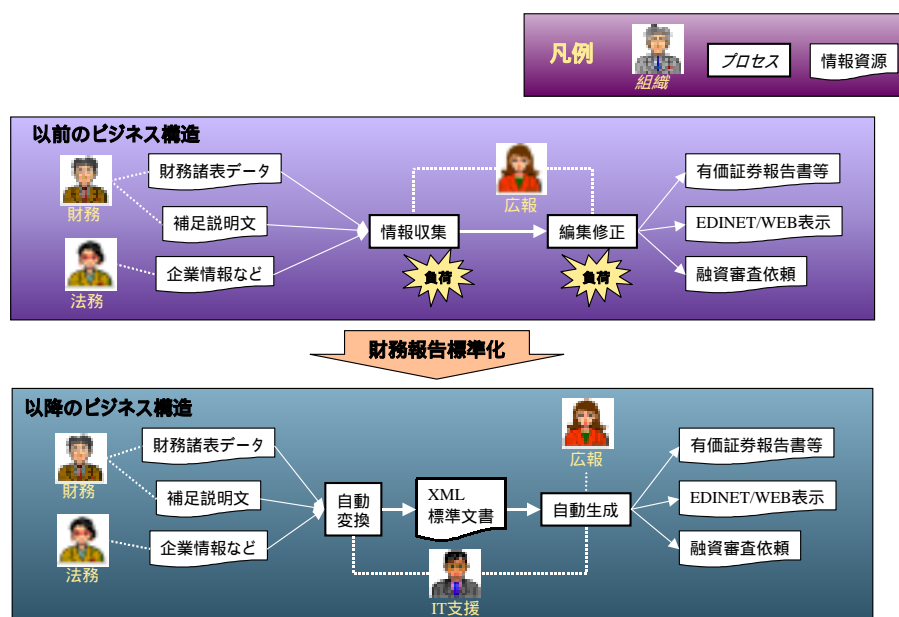 凡例
組織
プロセス
情報資源
以前のビジネス構造
財務
財務諸表データ
補足説明文
法務
企業情報など
情報収集
負荷
広報
編集修正
負荷
有価証券報告書等
EDINET/WEB表示
融資審査依頼
財務報告標準化
以降のビジネス構造
財務
財務諸表データ
補足説明文
法務
企業情報など
自動
変換
XML
標準文書
広報
自動生成
IT支援
有価証券報告書等
EDINET/WEB表示
融資審査依頼